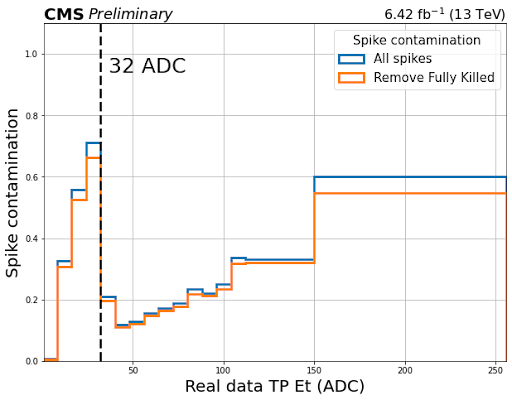 CMS Preliminary 6.42 fb⁻¹ (13 TeV)
Spike contamination
All spikes
Remove Fully Killed
32 ADC
Spike contamination
1.0
0.8
0.6
0.4
0.2
0.0
50 100 150 200 250
Real data TP Et (ADC)